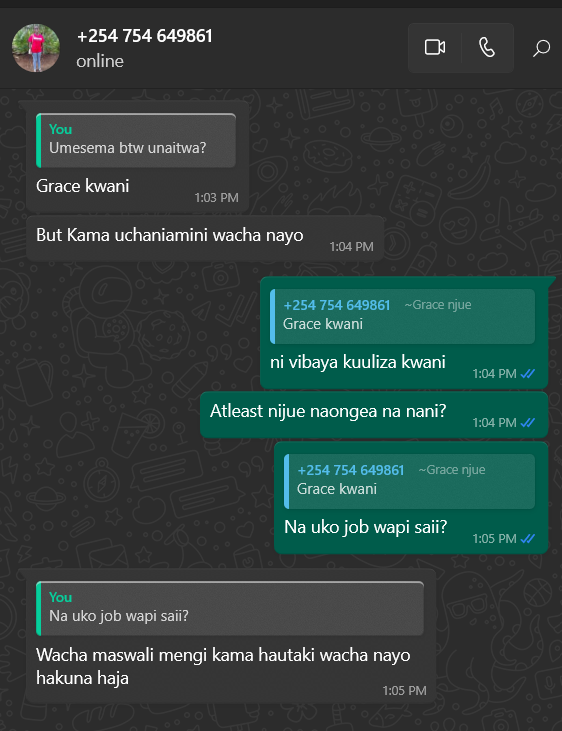 +254 754 649861
online
You
Umesema btw unaitwa?
Grace kwani
1:03 PM
But Kama uchaniamini wacha nayo
1:04 PM
+254 754 649861 ~Grace njue
Grace kwani
ni vibaya kuuliza kwani
1:04 PM
Atleast nijue naongea na nani?
1:04 PM
+254 754 649861 ~Grace njue
Grace kwani
Na uko job wapi saii?
1:05 PM
You
Na uko job wapi saii?
Wacha maswali mengi kama hautaki wacha nayo
hakuna haja
1:05 PM